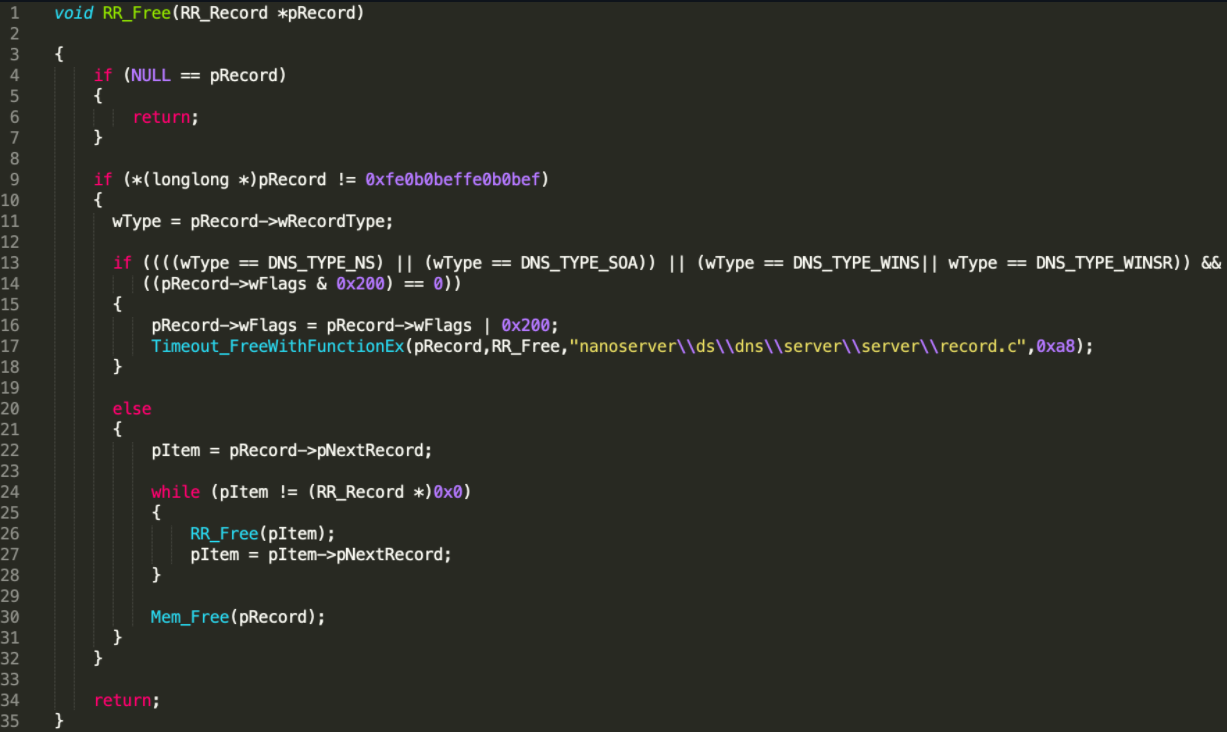 1 void RR_Free(RR_Record *pRecord)
2
3 {
4     if (NULL == pRecord)
5     {
6         return;
7     }
8
9     if (*(longlong *)pRecord != 0xfe0b0beffe0b0bef)
10     {
11       wType = pRecord->wRecordType;
12
13       if ((((wType == DNS_TYPE_NS) || (wType == DNS_TYPE_SOA)) || (wType == DNS_TYPE_WINS|| wType == DNS_TYPE_WINSR)) &&
14          ((pRecord->wFlags & 0x200) == 0))
15       {
16           pRecord->wFlags = pRecord->wFlags | 0x200;
17           Timeout_FreeWithFunctionEx(pRecord,RR_Free,"nanoserver\\ds\\dns\\server\\server\\record.c",0xa8);
18       }
19
20       else
21       {
22           pItem = pRecord->pNextRecord;
23
24           while (pItem != (RR_Record *)0x0)
25           {
26               RR_Free(pItem);
27               pItem = pItem->pNextRecord;
28           }
29
30           Mem_Free(pRecord);
31       }
32     }
33
34     return;
35 }